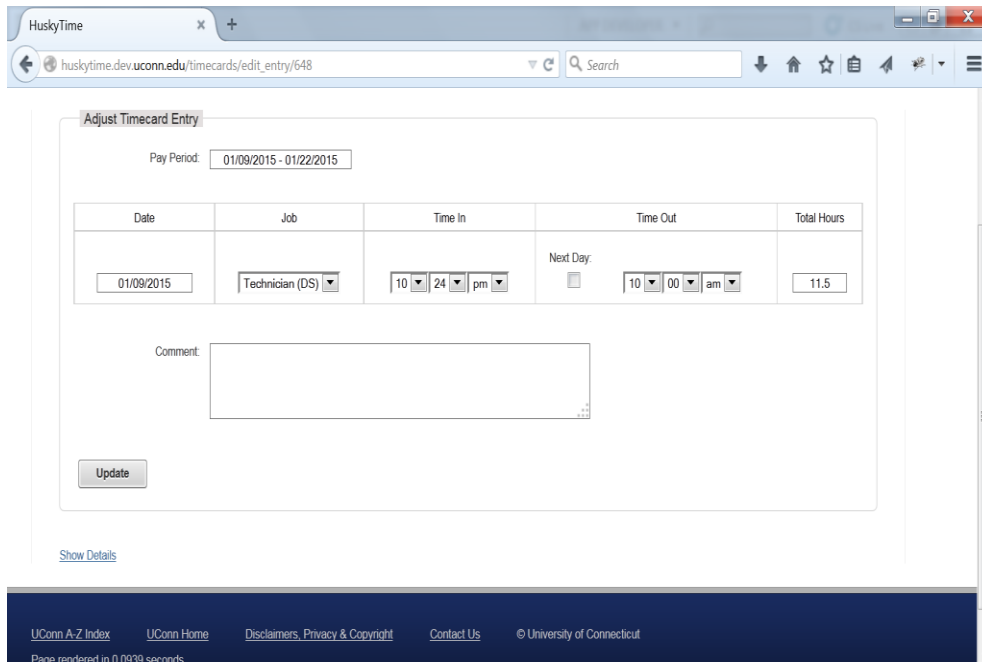 HuskyTime × +
huskytime.dev.uconn.edu/timecards/edit_entry/648 Search
Adjust Timecard Entry
Pay Period: 01/09/2015 - 01/22/2015
Date Job Time In Time Out Total Hours
Next Day:
01/09/2015 Technician (DS) 10 24 pm 10 00 am 11.5
Comment:
Update
Show Details
UConn A-Z Index UConn Home Disclaimers, Privacy & Copyright Contact Us © University of Connecticut
Page rendered in 0.0939 seconds